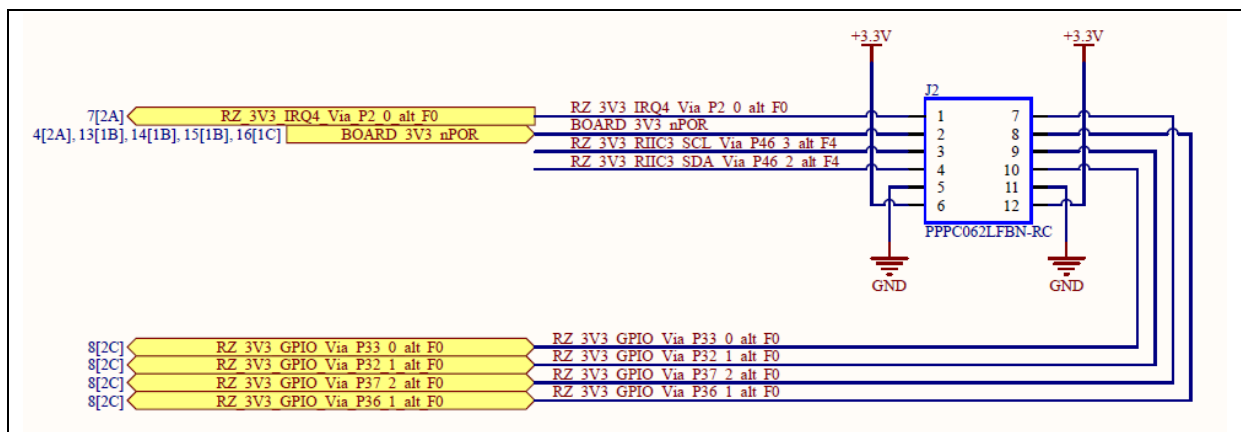 +3.3V +3.3V
J2
7[2A] RZ_3V3_IRQ4_Via_P2_0_alt_F0 RZ_3V3_IRQ4_Via_P2_0_alt_F0 1 7
4[2A], 13[1B], 14[1B], 15[1B], 16[1C] BOARD_3V3_nPOR BOARD_3V3_nPOR 2 8
RZ_3V3_RIIC3_SCL_Via_P46_3_alt_F4 3 9
RZ_3V3_RIIC3_SDA_Via_P46_2_alt_F4 4 10
5 11
6 12
PPPC062LFBN-RC
GND GND
8[2C] RZ_3V3_GPIO_Via_P33_0_alt_F0 RZ_3V3_GPIO_Via_P33_0_alt_F0
8[2C] RZ_3V3_GPIO_Via_P32_1_alt_F0 RZ_3V3_GPIO_Via_P32_1_alt_F0
8[2C] RZ_3V3_GPIO_Via_P37_2_alt_F0 RZ_3V3_GPIO_Via_P37_2_alt_F0
8[2C] RZ_3V3_GPIO_Via_P36_1_alt_F0 RZ_3V3_GPIO_Via_P36_1_alt_F0